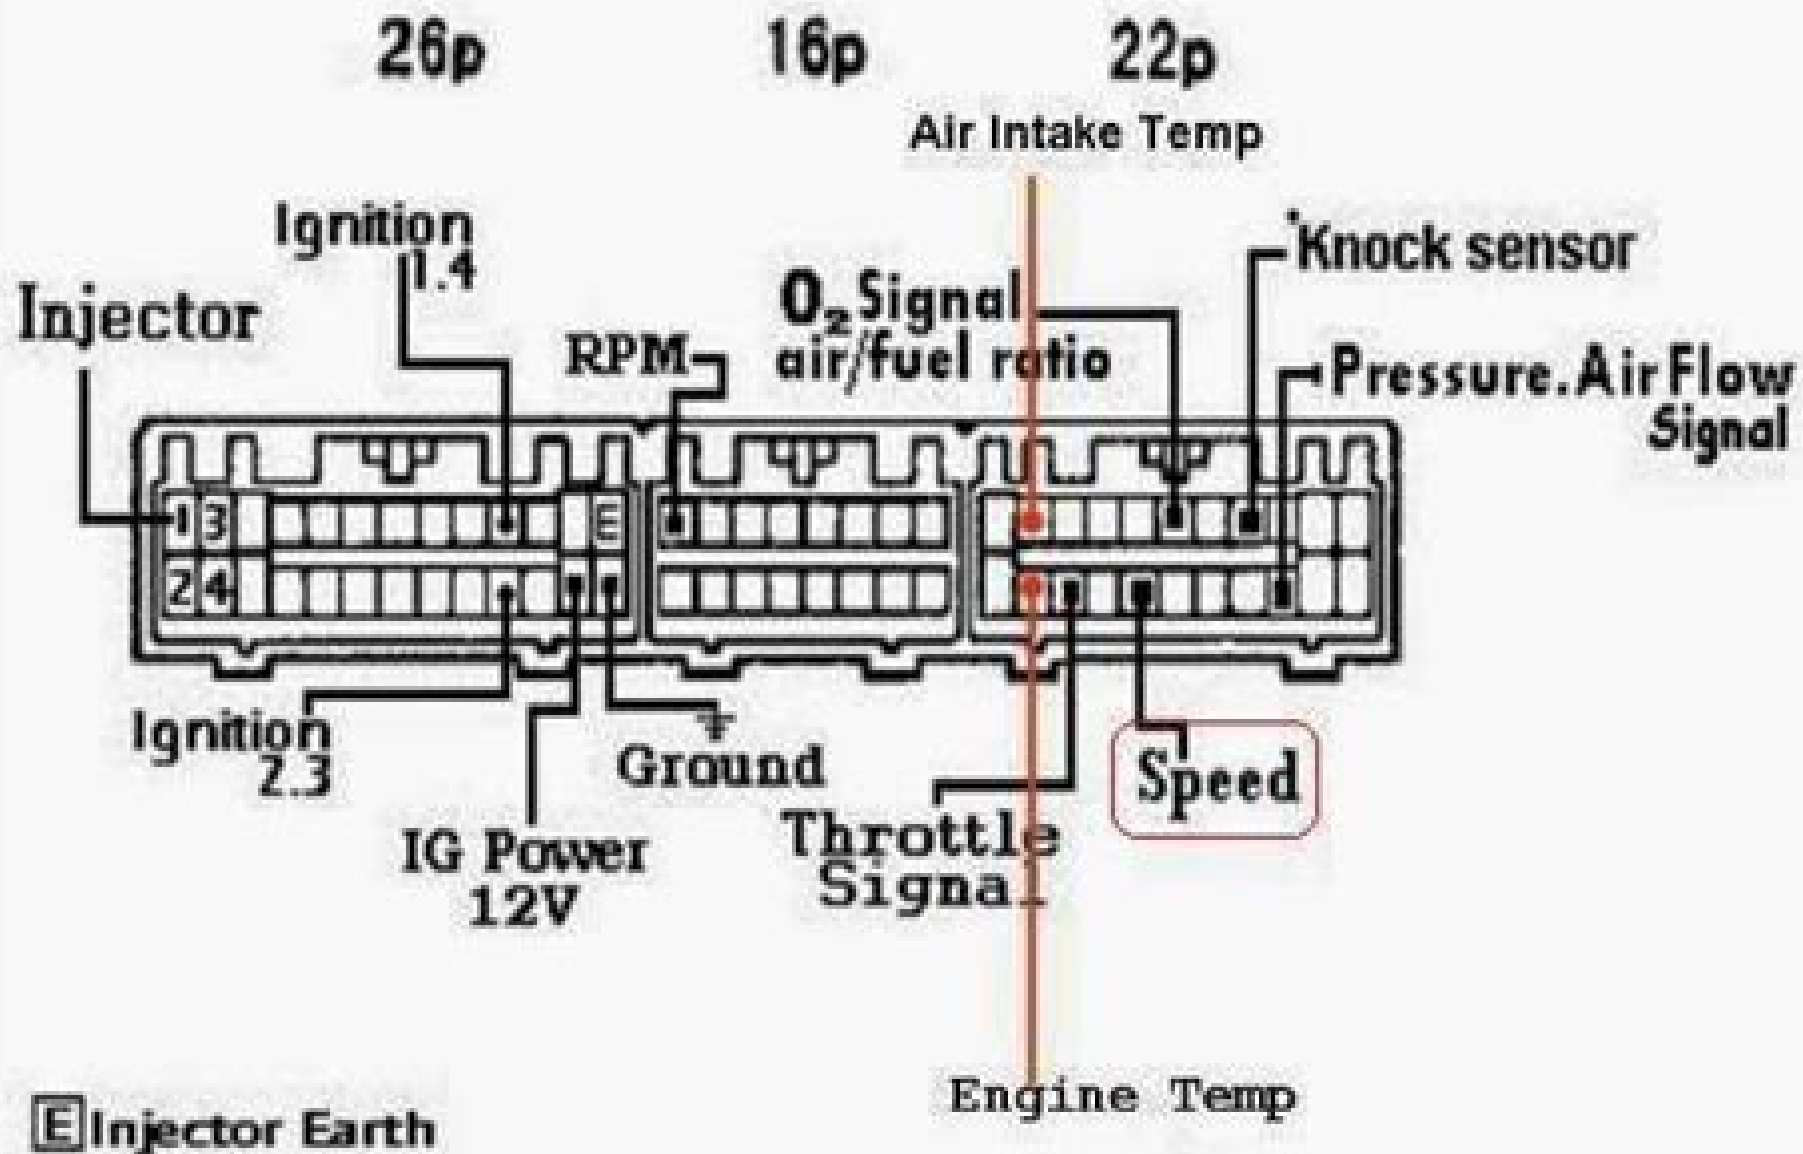 26p 16p 22p
Air Intake Temp
Ignition
1.4
Knock sensor
Injector
O₂ Signal
air/fuel ratio
RPM
Pressure.Air Flow
Signal
1 3 E
2 4
Ignition
2.3
Ground
Speed
IG Power
12V
Throttle
Signal
Engine Temp
E Injector Earth